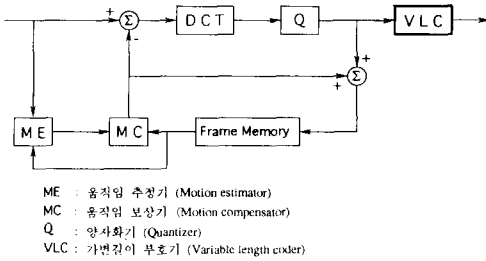 + Σ DCT Q VLC
-
+
+ Σ
ME MC Frame Memory
ME : 움직임 추정기 (Motion estimator)
MC : 움직임 보상기 (Motion compensator)
Q : 양자화기 (Quantizer)
VLC : 가변길이 부호기 (Variable length coder)